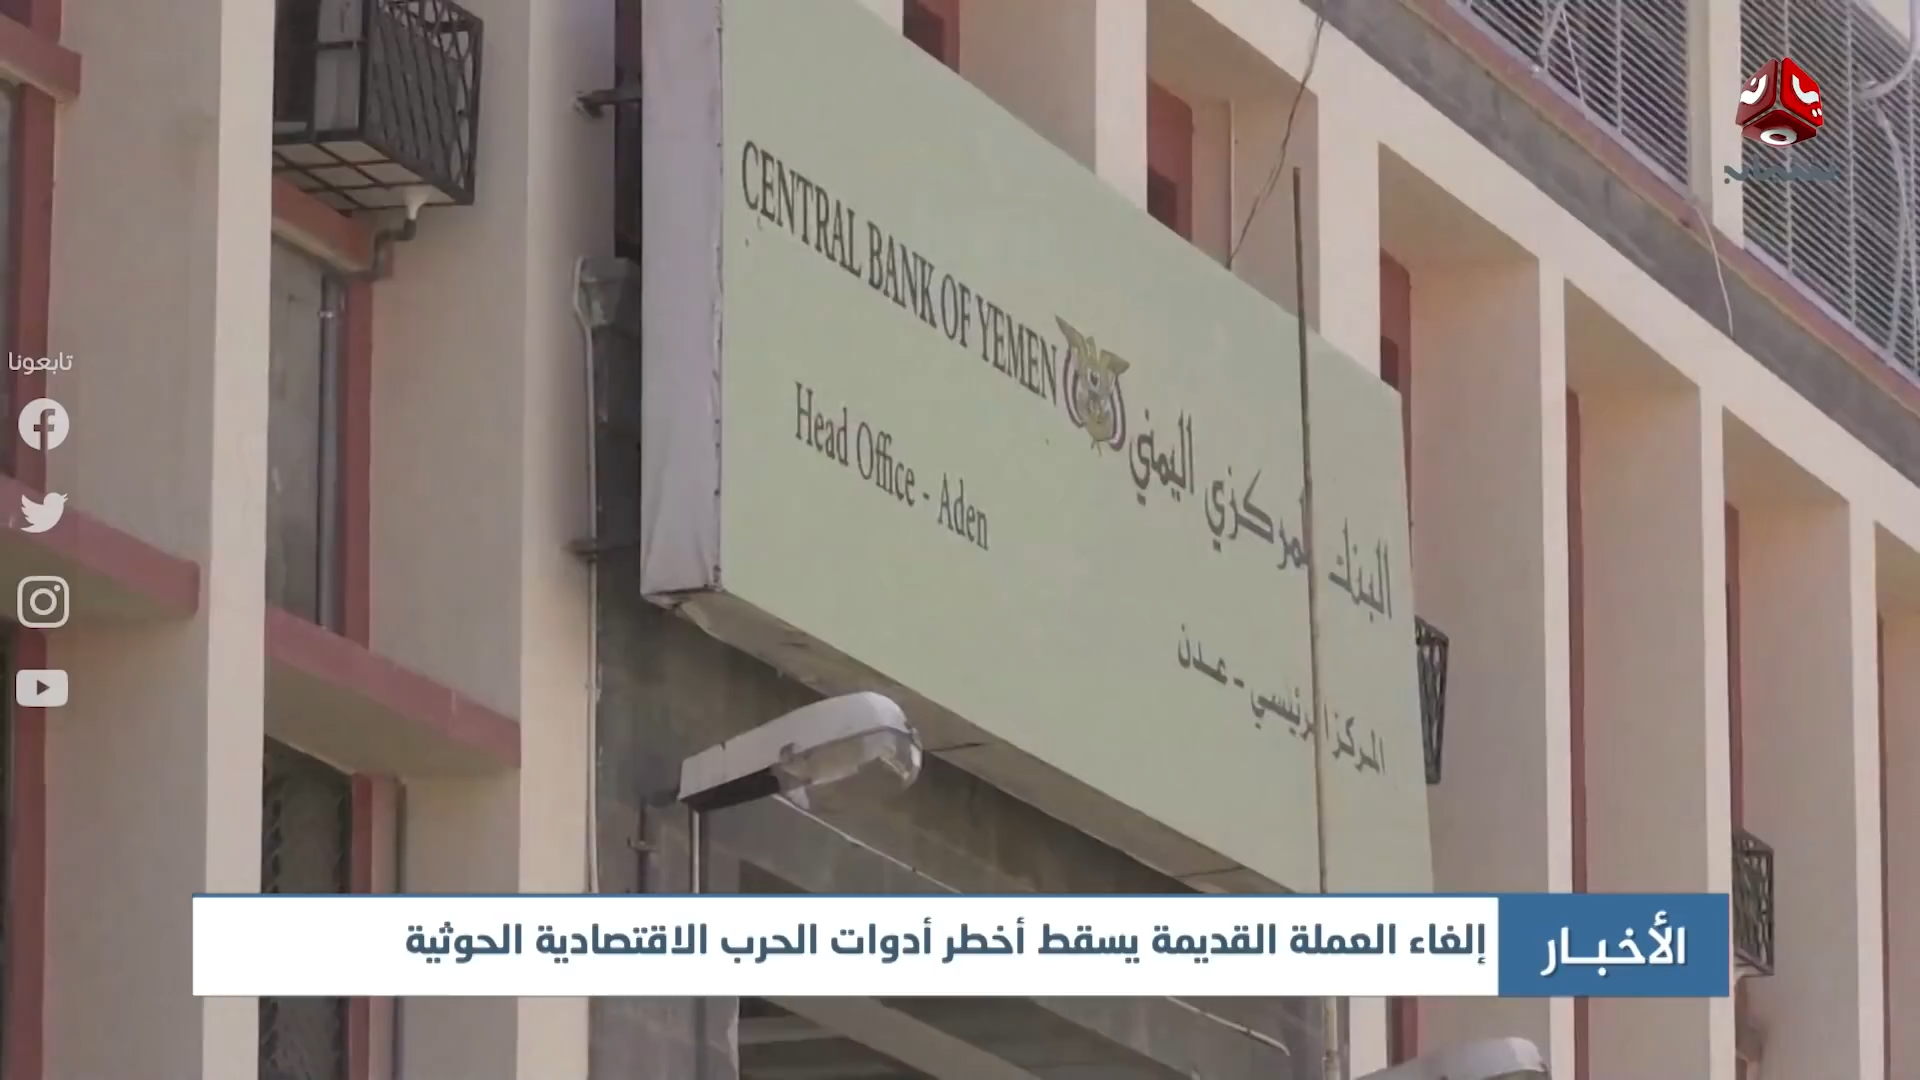 CENTRAL BANK OF YEMEN
البنك المركزي اليمني
Head Office - Aden
المركز الرئيسي - عدن
تابعونا
الأخبار
إلغاء العملة القديمة يسقط أخطر أدوات الحرب الاقتصادية الحوثية